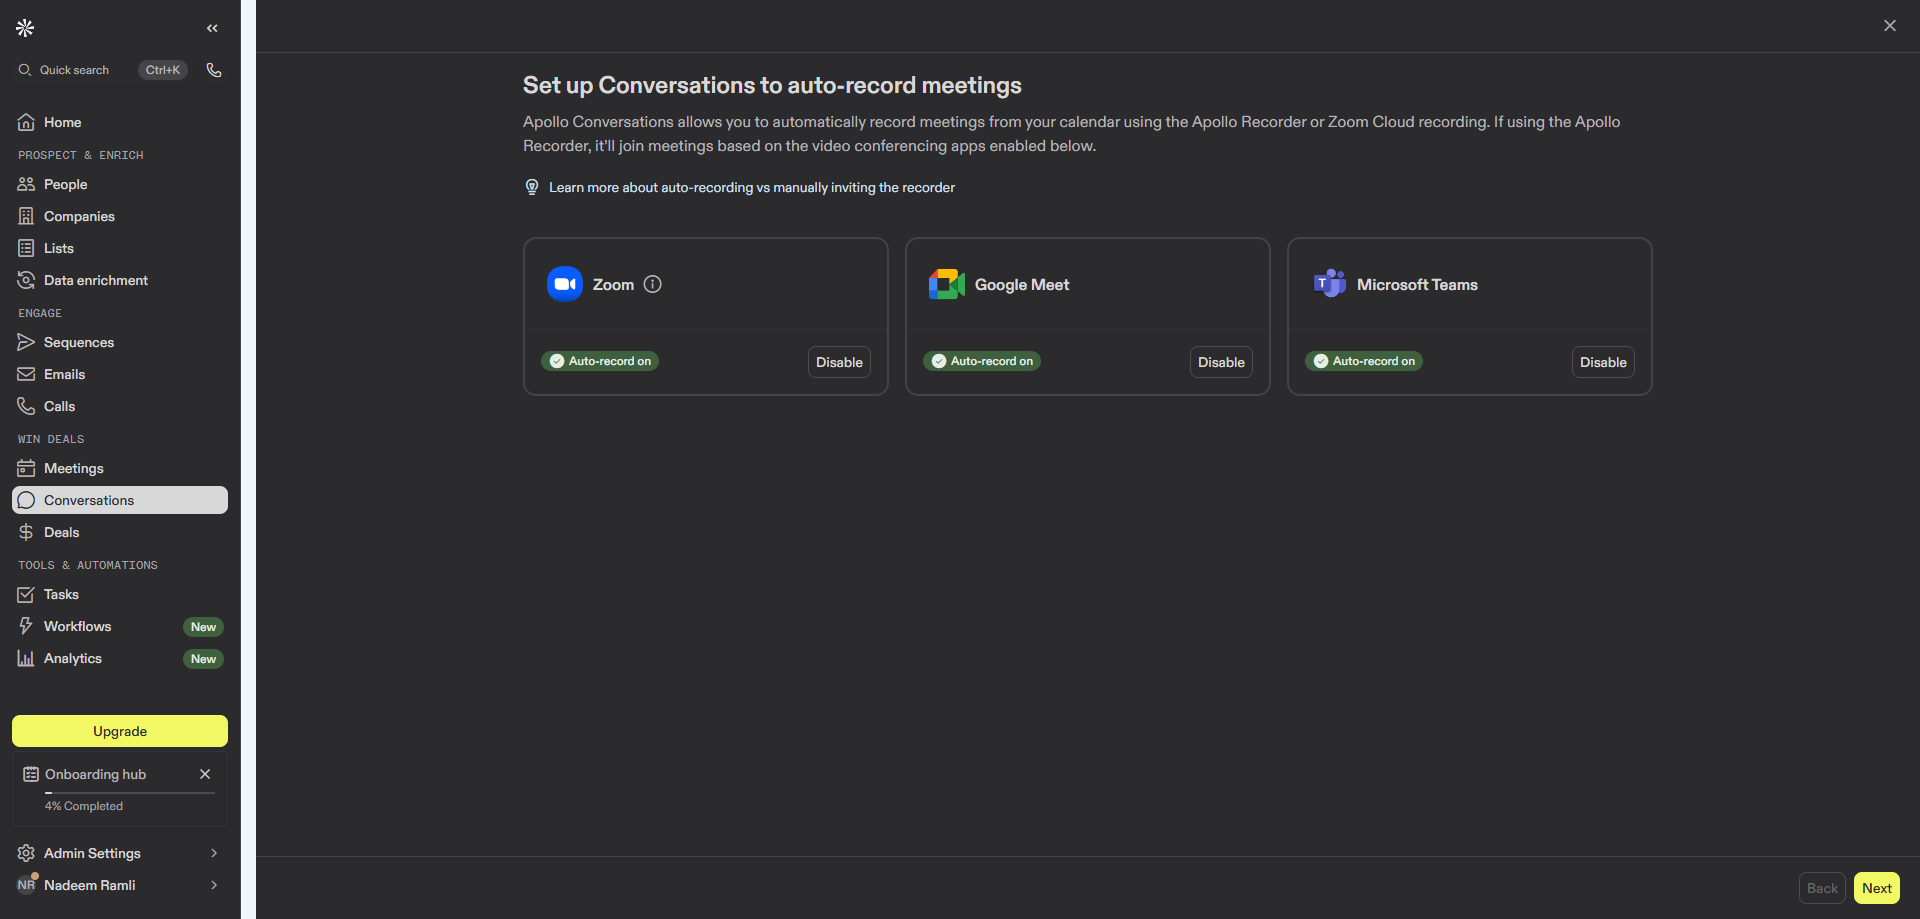 Quick search
Ctrl+K
Home
PROSPECT & ENRICH
People
Companies
Lists
Data enrichment
ENGAGE
Sequences
Emails
Calls
WIN DEALS
Meetings
Conversations
Deals
TOOLS & AUTOMATIONS
Tasks
Workflows New
Analytics New
Upgrade
Onboarding hub
4% Completed
Admin Settings
NR Nadeem Ramli
Set up Conversations to auto-record meetings
Apollo Conversations allows you to automatically record meetings from your calendar using the Apollo Recorder or Zoom Cloud recording. If using the Apollo
Recorder, it'll join meetings based on the video conferencing apps enabled below.
Learn more about auto-recording vs manually inviting the recorder
Zoom
Auto-record on
Disable
Google Meet
Auto-record on
Disable
T
Microsoft Teams
Auto-record on
Disable
Back
Next